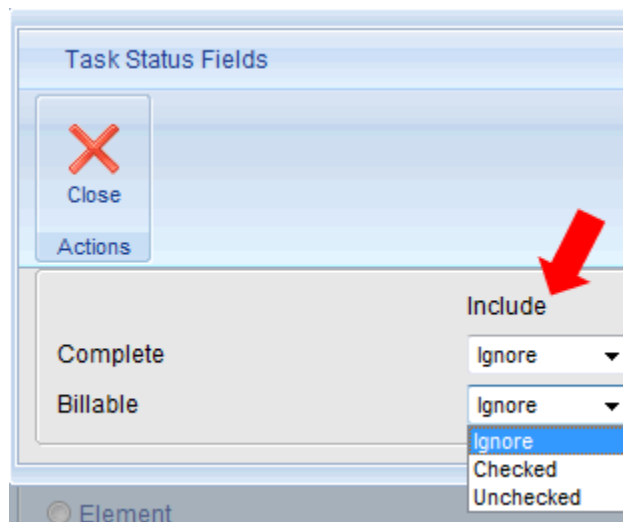 Task Status Fields
Close
Actions
Include
Complete Ignore
Billable Ignore
Ignore
Checked
Unchecked
Element